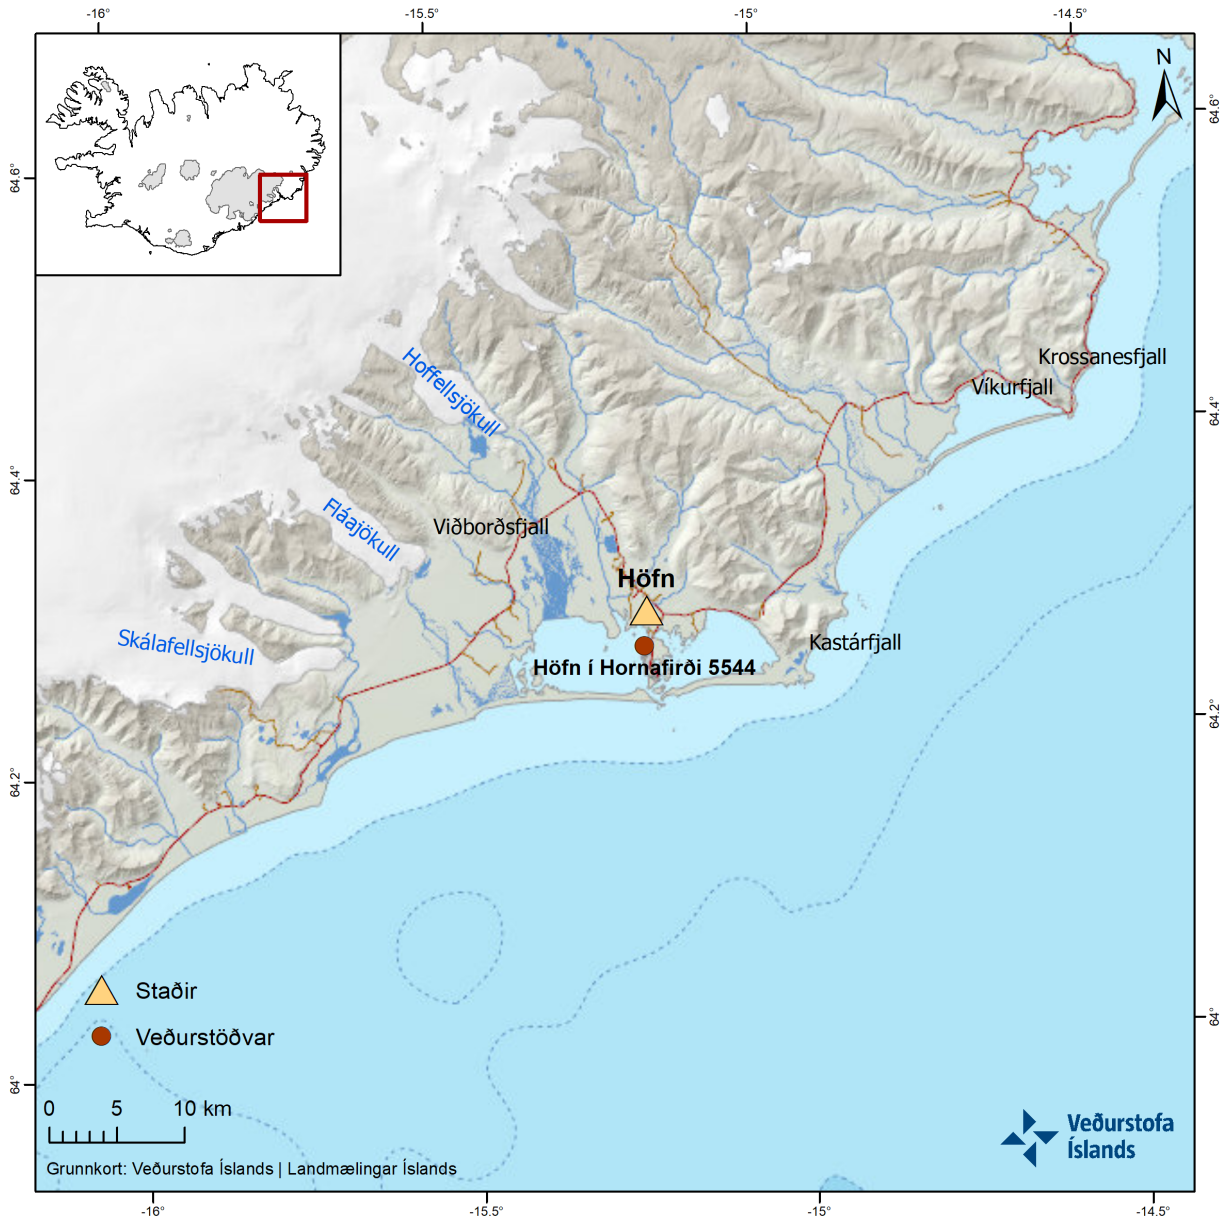 -16°
-15.5°
-15°
-14.5°
N
64.6°
64.6°
Krossanesfjall
Víkurfjall
Hoffellsjökull
64.4°
64.4°
Fláajökull
Viðborðsfjall
Höfn
Skálafellsjökull
Kastárfjall
Höfn í Hornafirði 5544
64.2°
64.2°
Staðir
Veðurstöðvar
64°
64°
0 5 10 km
Veðurstofa
Íslands
Grunnkort: Veðurstofa Íslands | Landmælingar Íslands
-16°
-15.5°
-15°
-14.5°